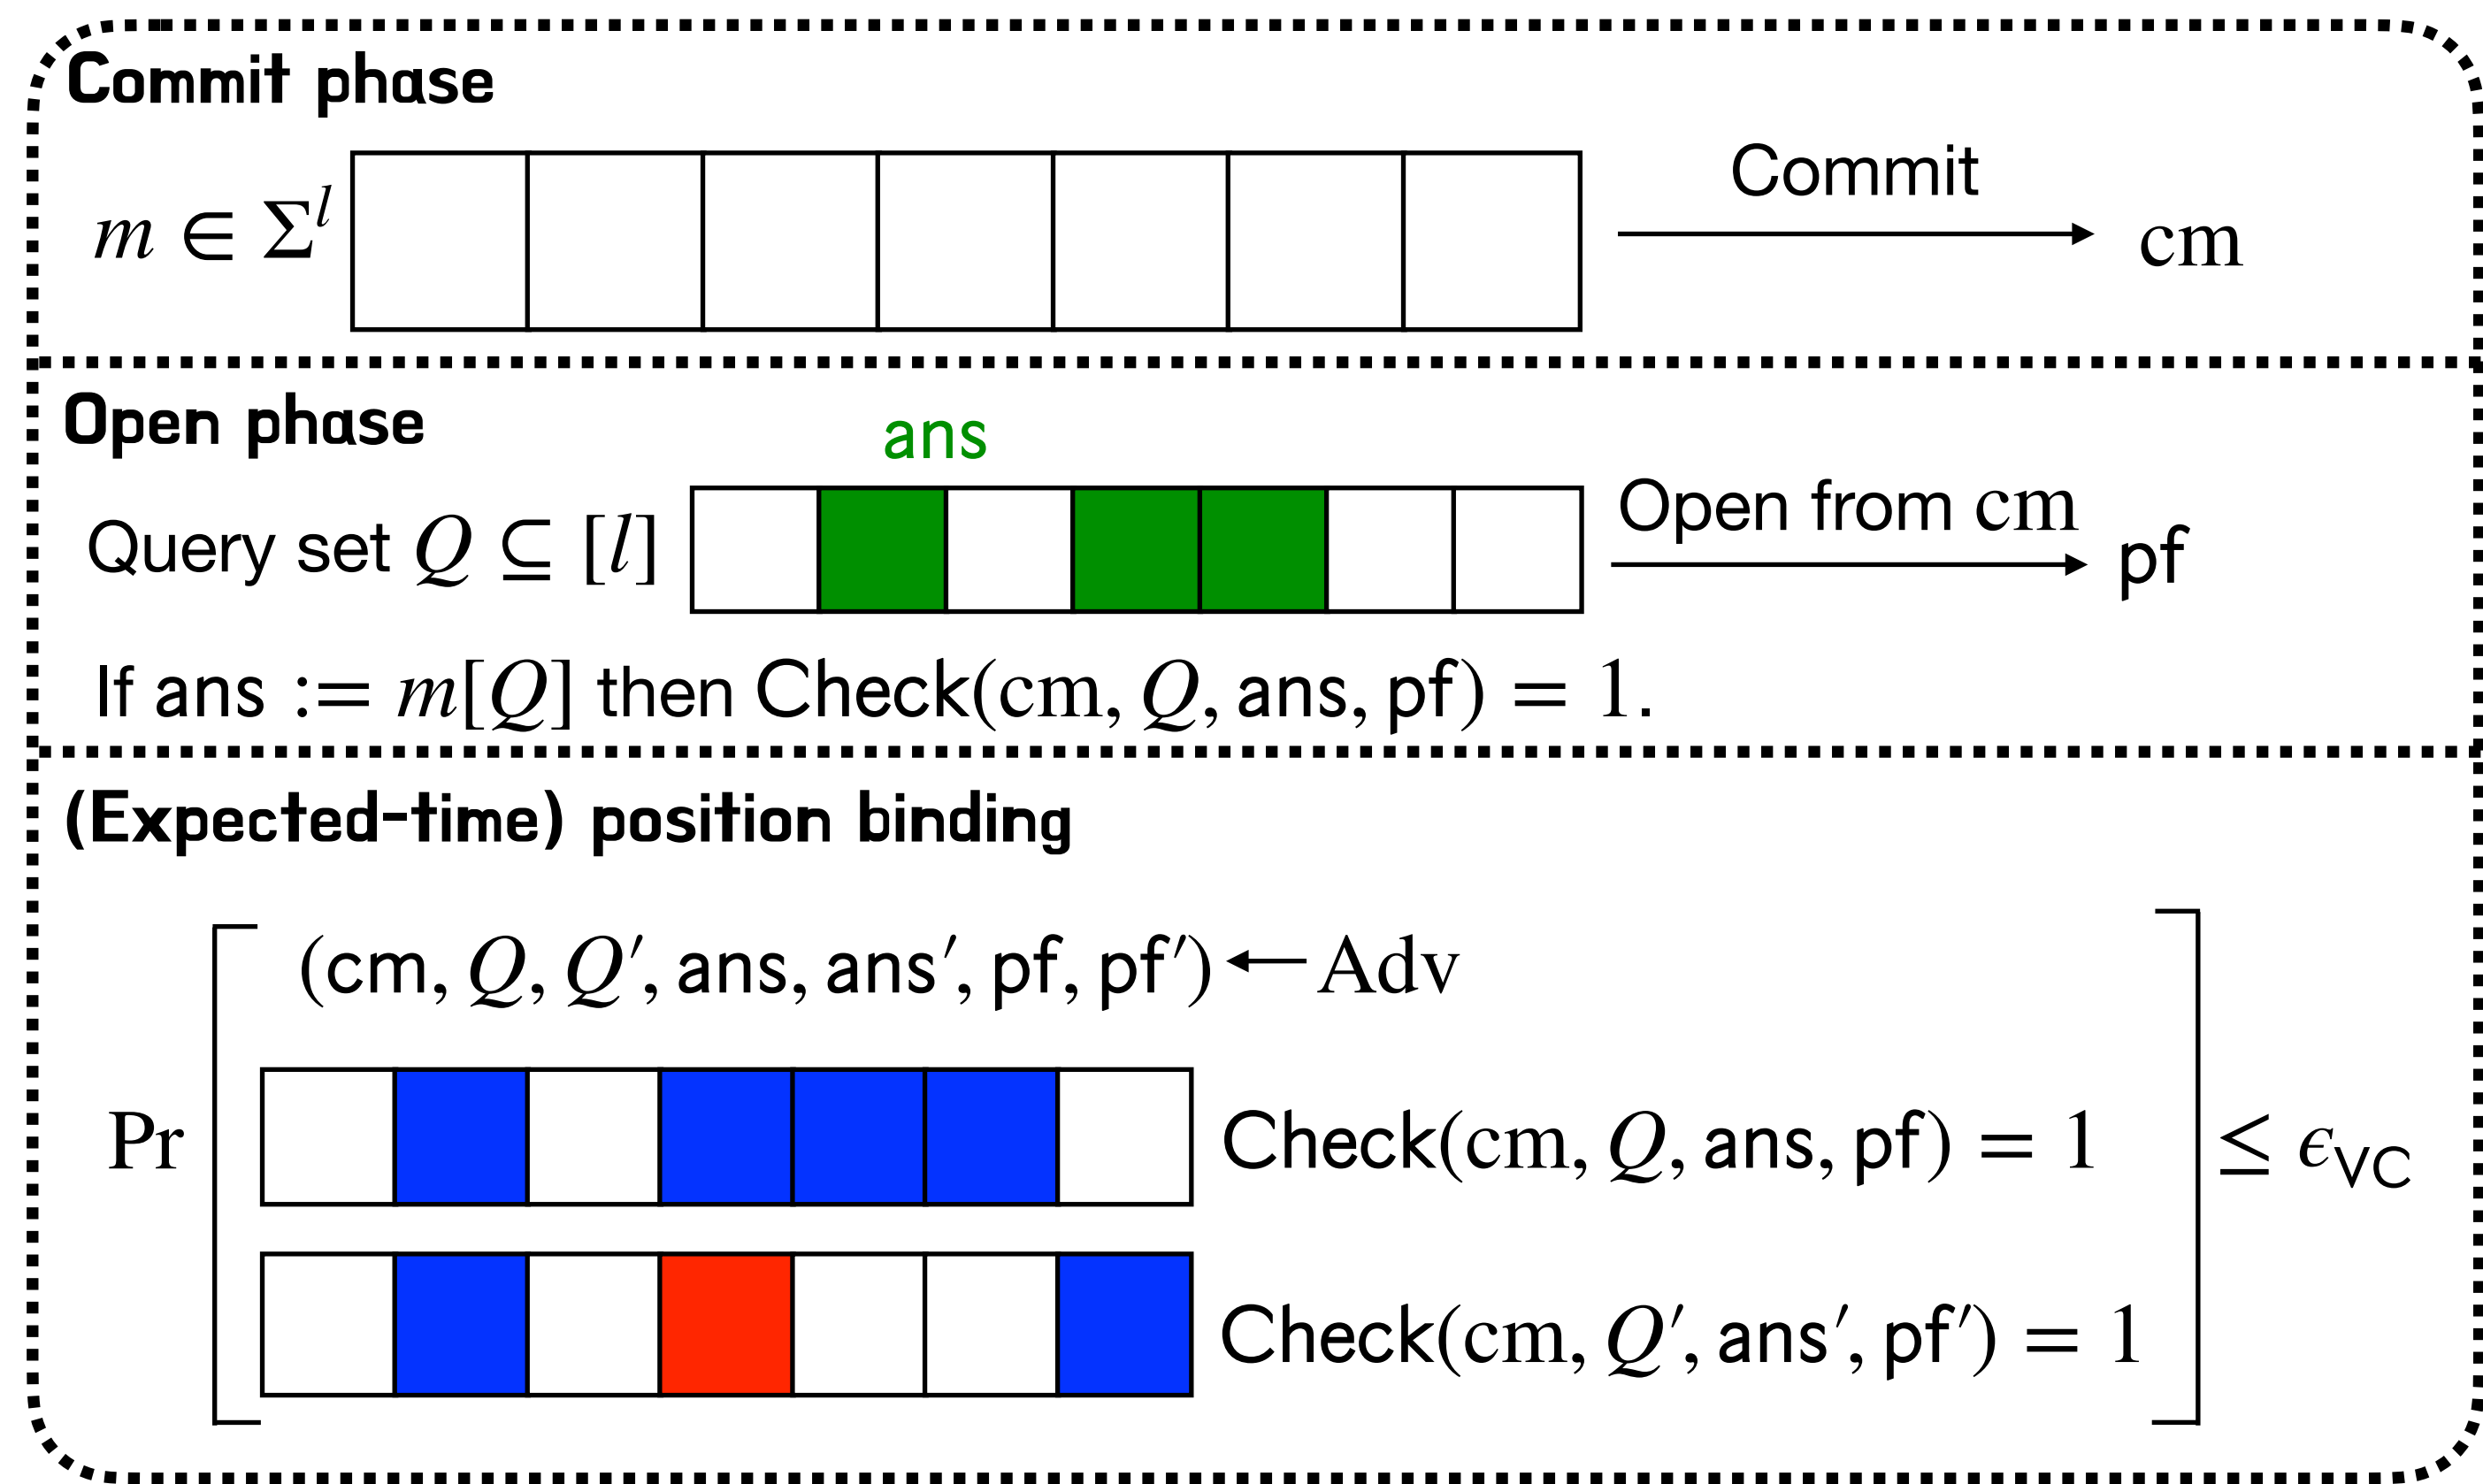 Commit phase
m ∈ Σ^l
Commit
cm
Open phase
ans
Query set Q ⊆ [l]
Open from cm
pf
If ans := m[Q] then Check(cm, Q, ans, pf) = 1.
(Expected-time) position binding
(cm, Q, Q′, ans, ans′, pf, pf′) ← Adv
Pr
Check(cm, Q, ans, pf) = 1
≤ ϵ_VC
Check(cm, Q′, ans′, pf′) = 1